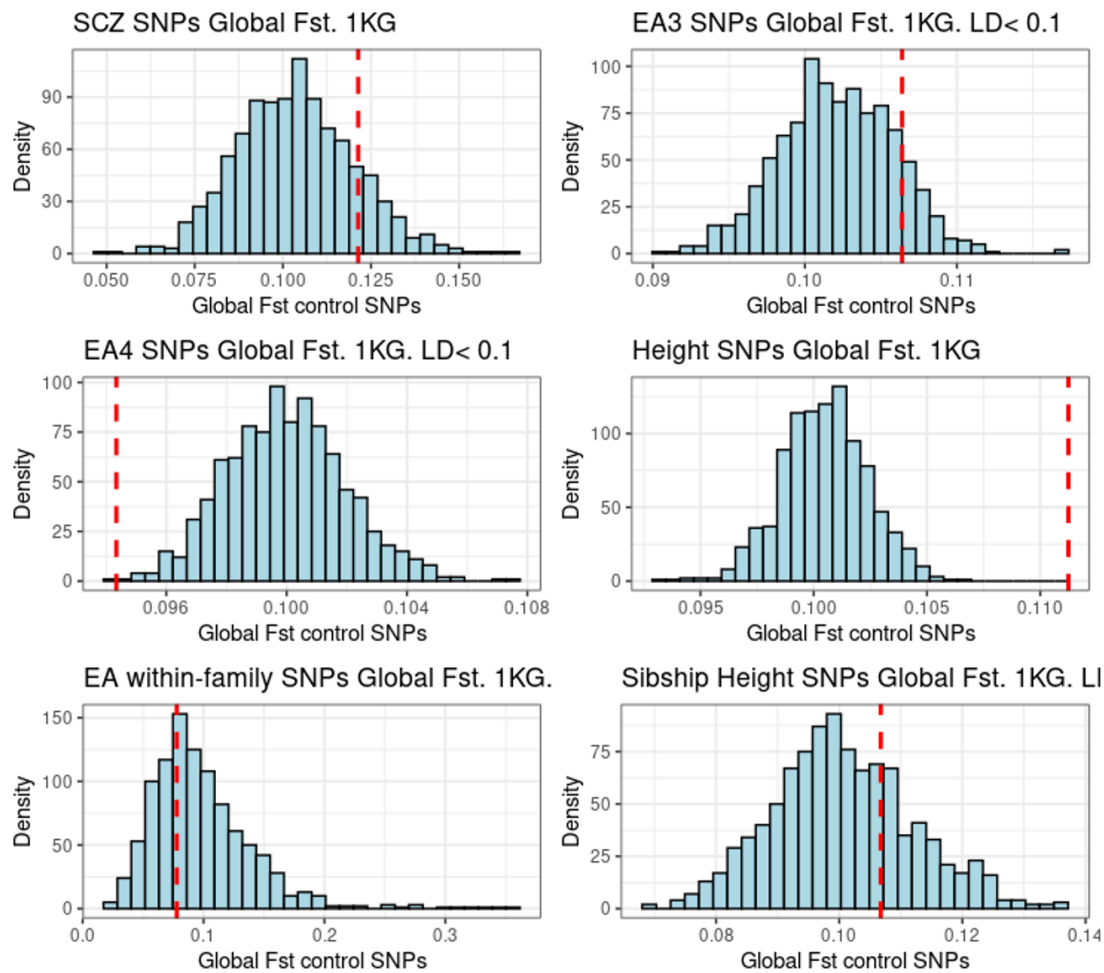 SCZ SNPs Global Fst. 1KG
90
60
30
0
Density
0.050 0.075 0.100 0.125 0.150
Global Fst control SNPs
EA3 SNPs Global Fst. 1KG. LD< 0.1
100
75
50
25
0
Density
0.09 0.10 0.11
Global Fst control SNPs
EA4 SNPs Global Fst. 1KG. LD< 0.1
100
75
50
25
0
Density
0.096 0.100 0.104 0.108
Global Fst control SNPs
Height SNPs Global Fst. 1KG
100
50
0
Density
0.095 0.100 0.105 0.110
Global Fst control SNPs
EA within-family SNPs Global Fst. 1KG.
150
100
50
0
Density
0.0 0.1 0.2 0.3
Global Fst control SNPs
Sibship Height SNPs Global Fst. 1KG.
75
50
25
0
Density
0.08 0.10 0.12 0.14
Global Fst control SNPs